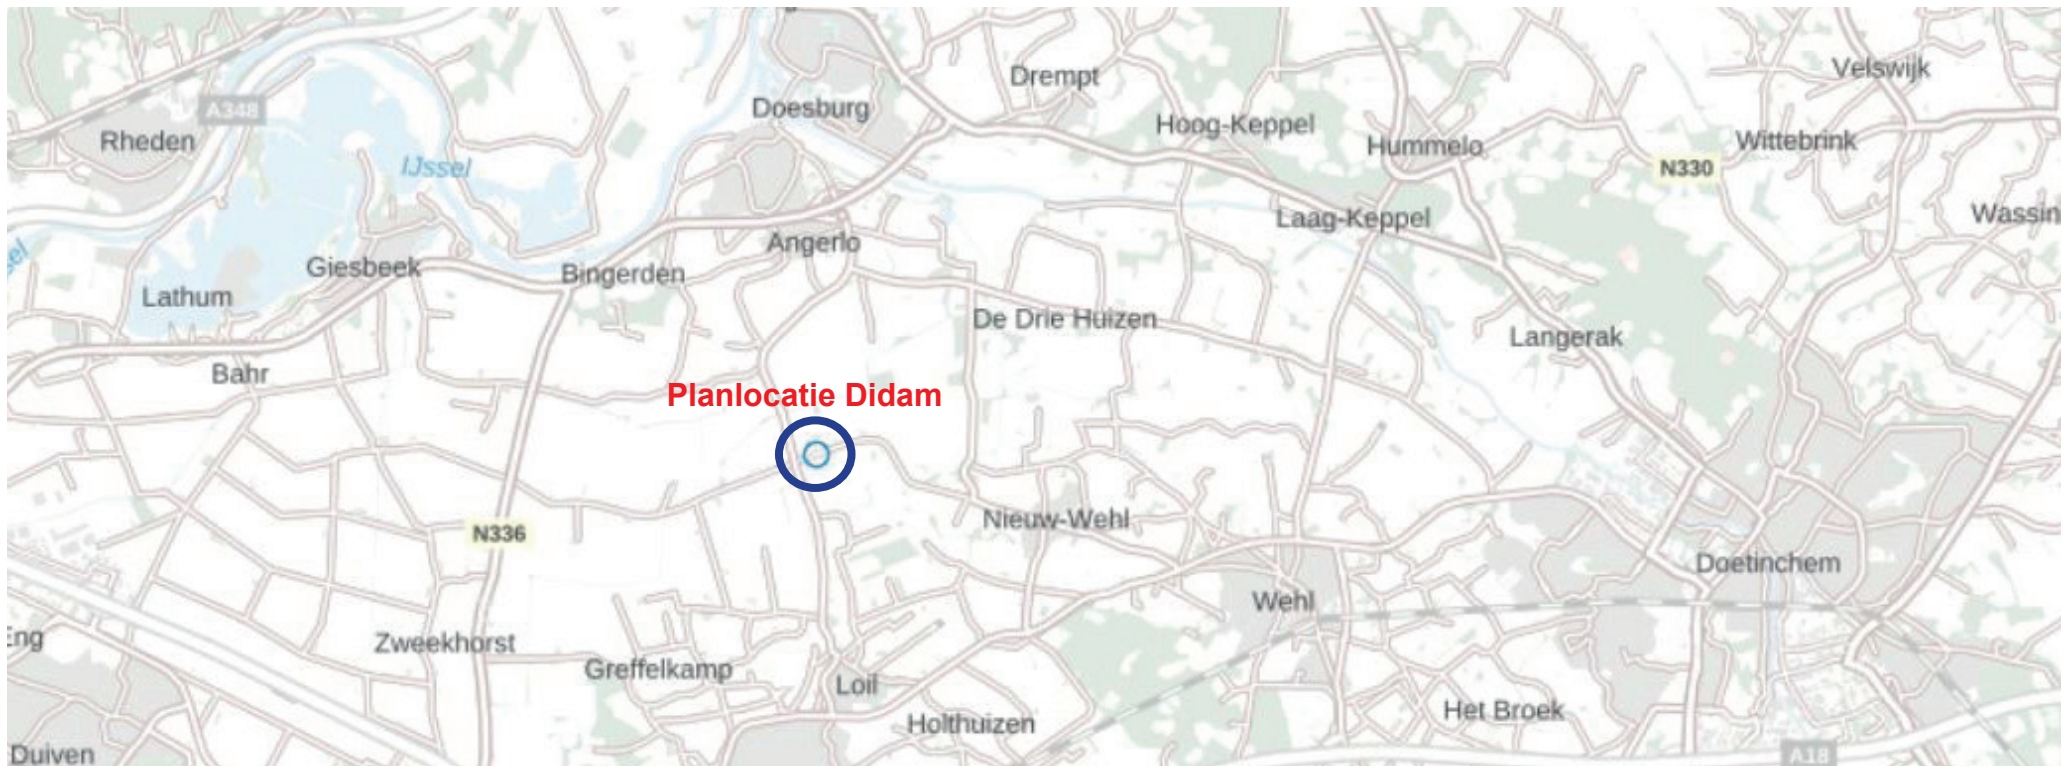 Drempt
Velswijk
A348
Doesburg
Rheden
Hoog-Keppel
Hummelo
Wittebrink
IJssel
N330
Laag-Keppel
Wassin
Angerlo
sel
Giesbeek
Bingerden
Lathum
De Drie Huizen
Langerak
Bahr
Planlocatie Didam
N336
Nieuw-Wehl
Doetinchem
Wehl
Eng
Zweekhorst
Greffelkamp
Loil
Holthuizen
Het Broek
Duiven
A18